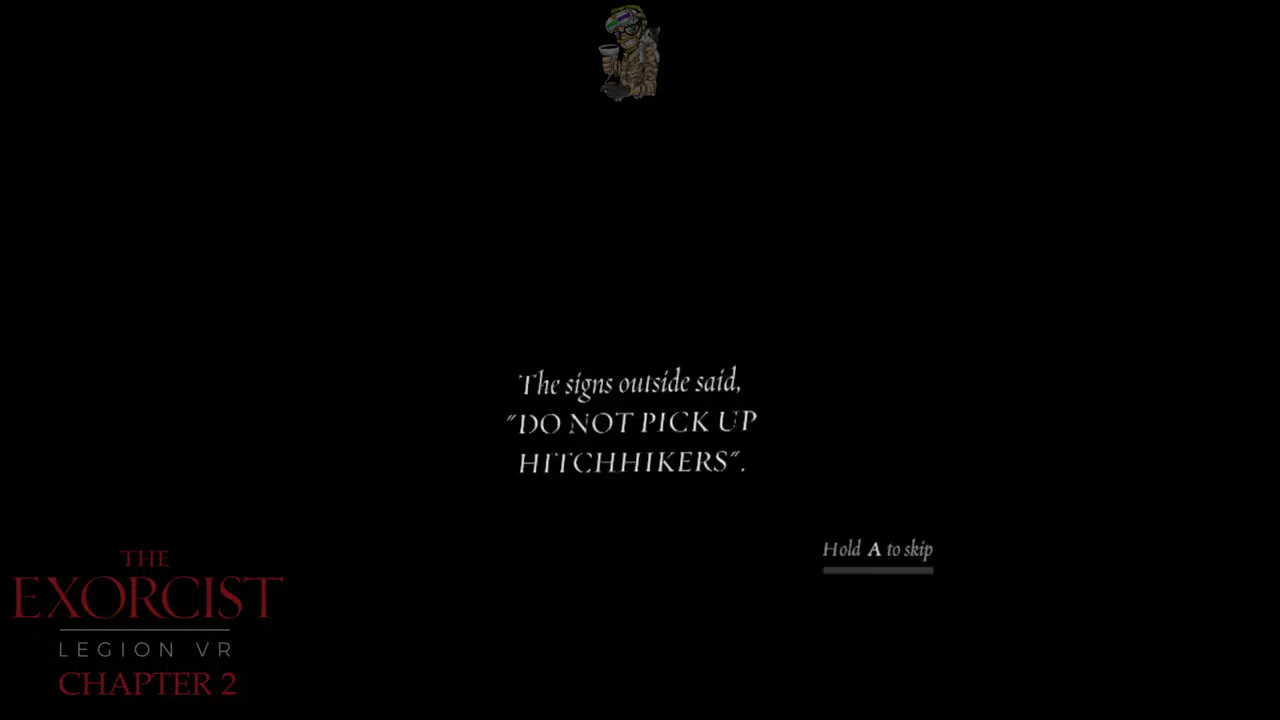 The signs outside said,
"DO NOT PICK UP
HITCHHIKERS".
Hold A to skip
THE
EXORCIST
LEGION VR
CHAPTER 2